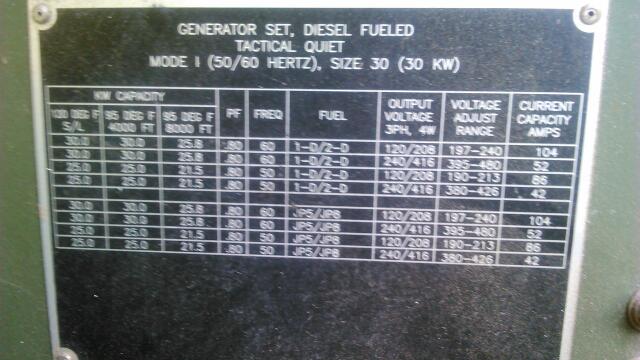 GENERATOR SET, DIESEL FUELED
TACTICAL QUIET
MODE I (50/60 HERTZ), SIZE 30 (30 KW)
KW CAPACITY
130 DEG F S/L 95 DEG F 4000 FT 95 DEG F 8000 FT PF FREQ FUEL OUTPUT VOLTAGE 3PH, 4W VOLTAGE ADJUST RANGE CURRENT CAPACITY AMPS
30.0 30.0 25.8 .80 60 1-D/2-D 120/208 197-240 104
30.0 30.0 25.8 .80 60 1-D/2-D 240/416 395-480 52
25.0 25.0 21.5 .80 50 1-D/2-D 120/208 190-213 86
25.0 25.0 21.5 .80 50 1-D/2-D 240/416 380-426 42
30.0 30.0 25.8 .80 60 JP5/JP8 120/208 197-240 104
30.0 30.0 25.8 .80 60 JP5/JP8 240/416 395-480 52
25.0 25.0 21.5 .80 50 JP5/JP8 120/208 190-213 86
25.0 25.0 21.5 .80 50 JP5/JP8 240/416 380-426 42